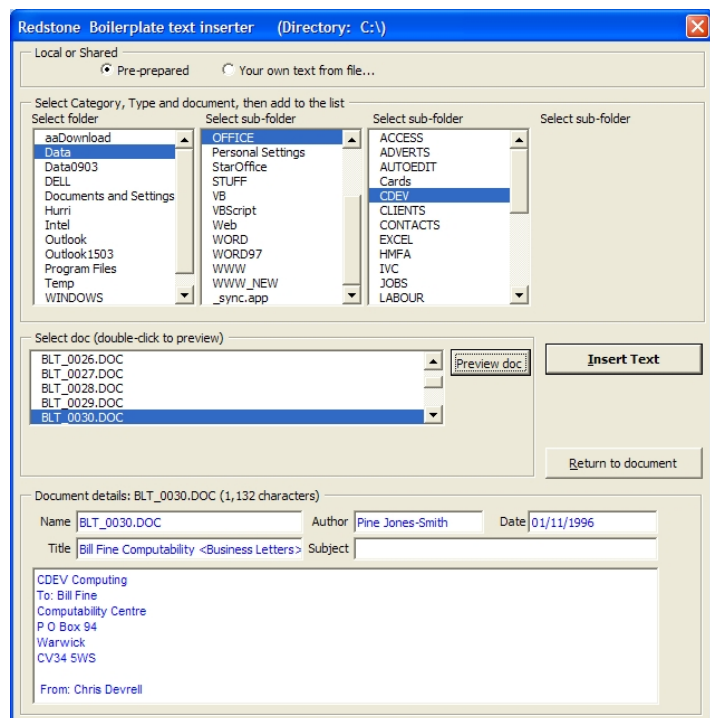 Redstone Boilerplate text inserter (Directory: C:\)
Local or Shared
Pre-prepared
Your own text from file...
Select Category, Type and document, then add to the list
Select folder
aaDownload
Data
Data0903
DELL
Documents and Settings
Hurri
Intel
Outlook
Outlook1503
Program Files
Temp
WINDOWS
Select sub-folder
OFFICE
Personal Settings
StarOffice
STUFF
VB
VBScript
Web
WORD
WORD97
WWW
WWW_NEW
_sync.app
Select sub-folder
ACCESS
ADVERTS
AUTOEDIT
Cards
CDEV
CLIENTS
CONTACTS
EXCEL
HMFA
IVC
JOBS
LABOUR
Select sub-folder
Select doc (double-click to preview)
BLT_0026.DOC
BLT_0027.DOC
BLT_0028.DOC
BLT_0029.DOC
BLT_0030.DOC
Preview doc
Insert Text
Return to document
Document details: BLT_0030.DOC (1,132 characters)
Name BLT_0030.DOC Author Pine Jones-Smith Date 01/11/1996
Title Bill Fine Computability <Business Letters> Subject
CDEV Computing
To: Bill Fine
Computability Centre
P O Box 94
Warwick
CV34 5WS
From: Chris Devrell